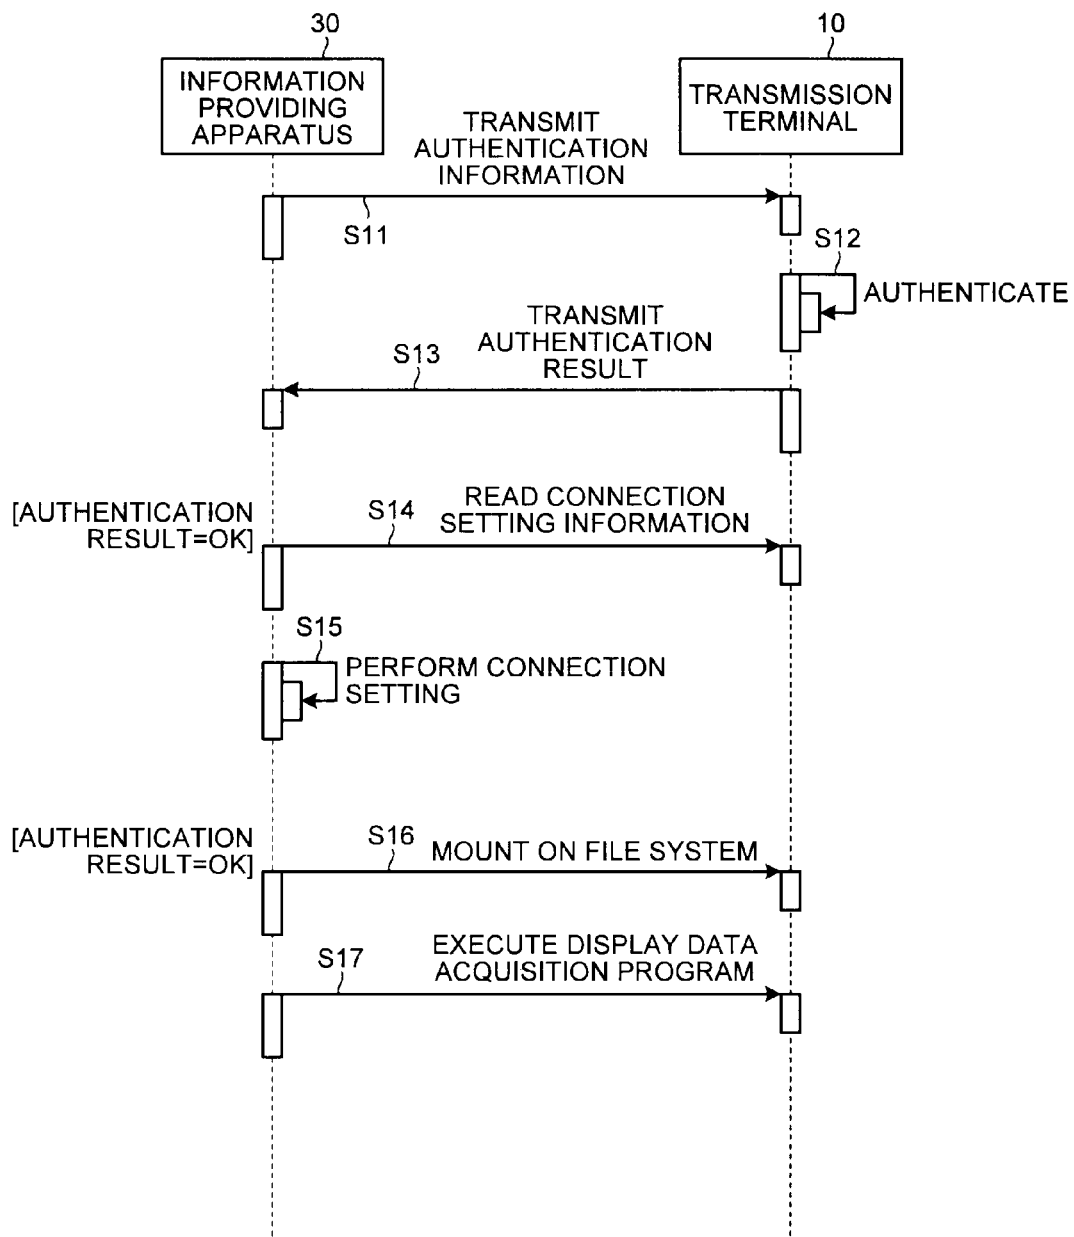 30
10
INFORMATION
PROVIDING
APPARATUS
TRANSMISSION
TERMINAL
TRANSMIT
AUTHENTICATION
INFORMATION
S11
S12
AUTHENTICATE
TRANSMIT
AUTHENTICATION
RESULT
S13
[AUTHENTICATION
RESULT=OK]
S14
READ CONNECTION
SETTING INFORMATION
S15
PERFORM CONNECTION
SETTING
[AUTHENTICATION
RESULT=OK]
S16
MOUNT ON FILE SYSTEM
S17
EXECUTE DISPLAY DATA
ACQUISITION PROGRAM